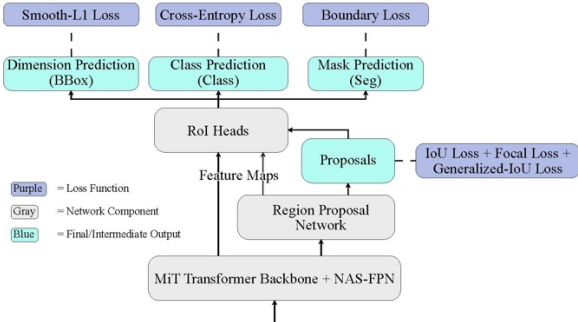 Smooth-L1 Loss
Cross-Entropy Loss
Boundary Loss
Dimension Prediction
(BBox)
Class Prediction
(Class)
Mask Prediction
(Seg)
RoI Heads
Proposals
IoU Loss + Focal Loss +
Generalized-IoU Loss
Feature Maps
Purple = Loss Function
Gray = Network Component
Blue = Final/Intermediate Output
Region Proposal
Network
MiT Transformer Backbone + NAS-FPN